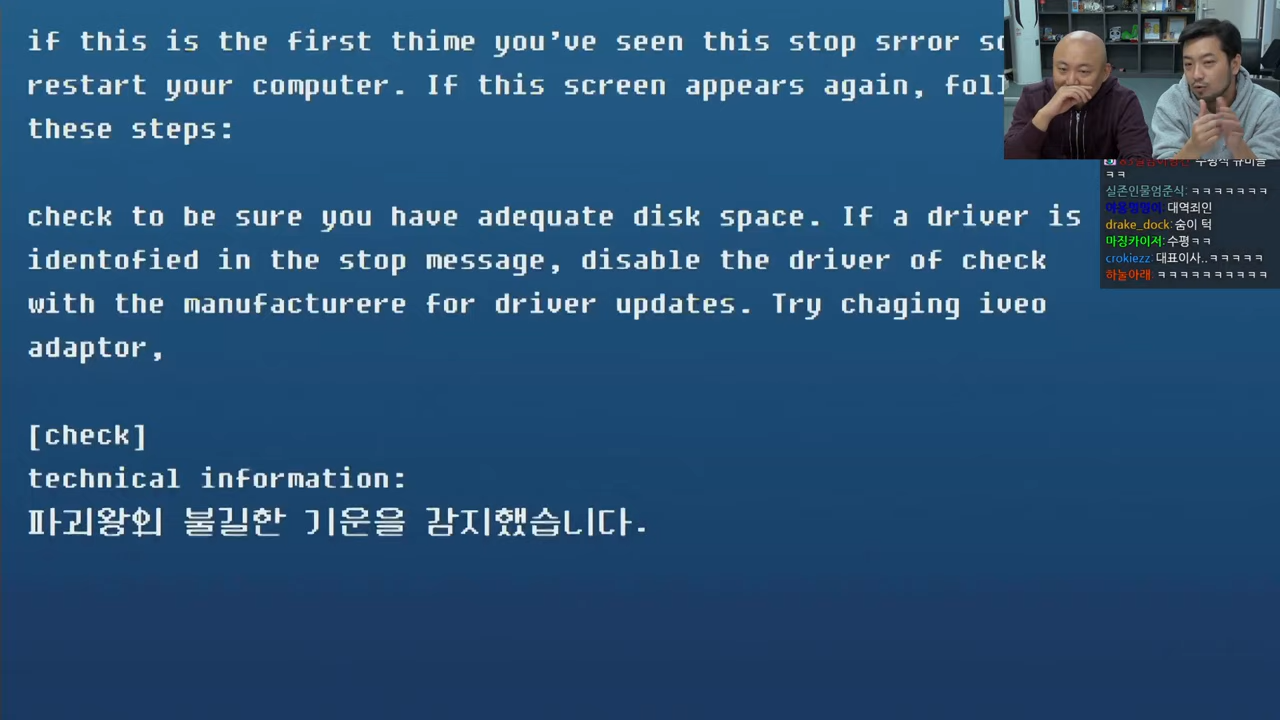 if this is the first thime you've seen this stop srror
restart your computer. If this screen appears again,
these steps:
check to be sure you have adequate disk space. If a driver is
identofied in the stop message, disable the driver of check
with the manufacturere for driver updates. Try chaging iveo
adaptor,
[check]
technical information:
파괴왕의 불길한 기운을 감지했습니다.
ㅋㅋ
실존인물엄준식: ㅋㅋㅋㅋㅋㅋㅋ
대역죄인
drake_dock: 숨이 턱
마징카이저: 수평ㅋㅋ
crokiezz: 대표이사..ㅋㅋㅋㅋㅋ
하늘아래: ㅋㅋㅋㅋㅋㅋㅋㅋㅋㅋ